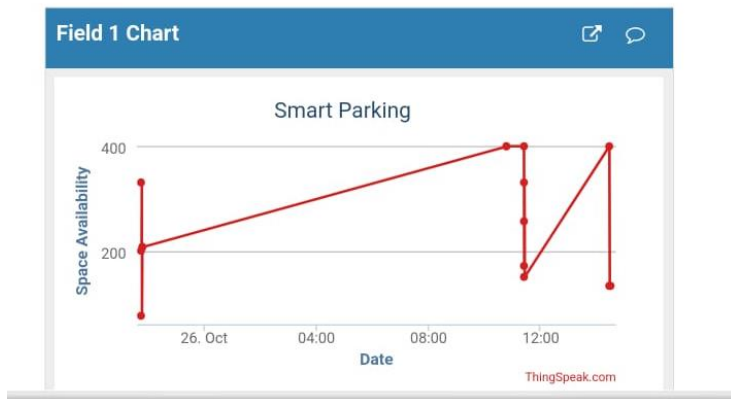 Field 1 Chart
Smart Parking
400
200
Space Availability
26. Oct 04:00 08:00 12:00
Date
ThingSpeak.com